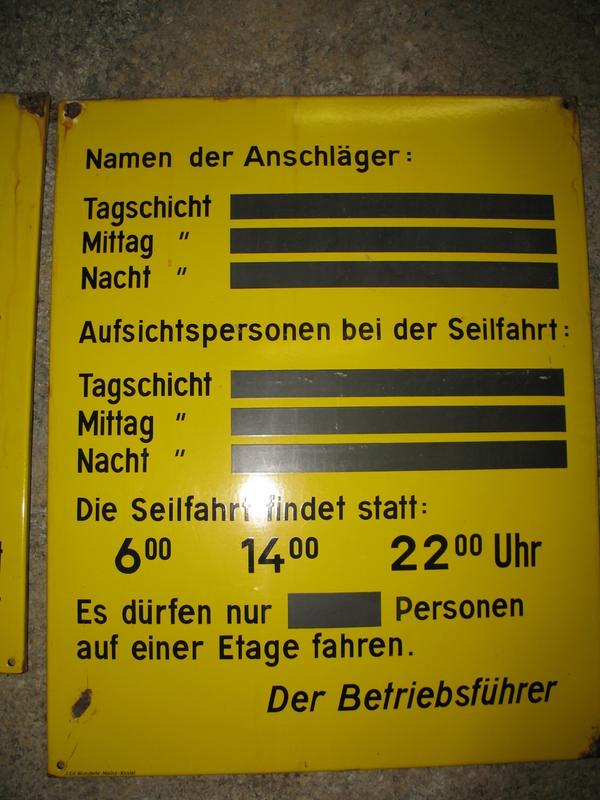 Namen der Anschläger:
Tagschicht
Mittag "
Nacht "
Aufsichtspersonen bei der Seilfahrt:
Tagschicht
Mittag "
Nacht "
Die Seilfahrt findet statt:
6⁰⁰ 14⁰⁰ 22⁰⁰ Uhr
Es dürfen nur Personen
auf einer Etage fahren.
Der Betriebsführer